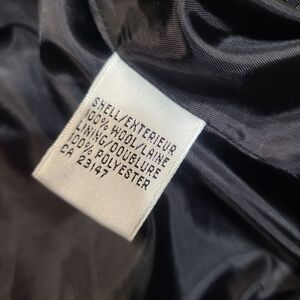 SHELL/EXTERIEUR
100% WOOL/LAINE
LINING/DOUBLURE
100% POLYESTER
CA 23147